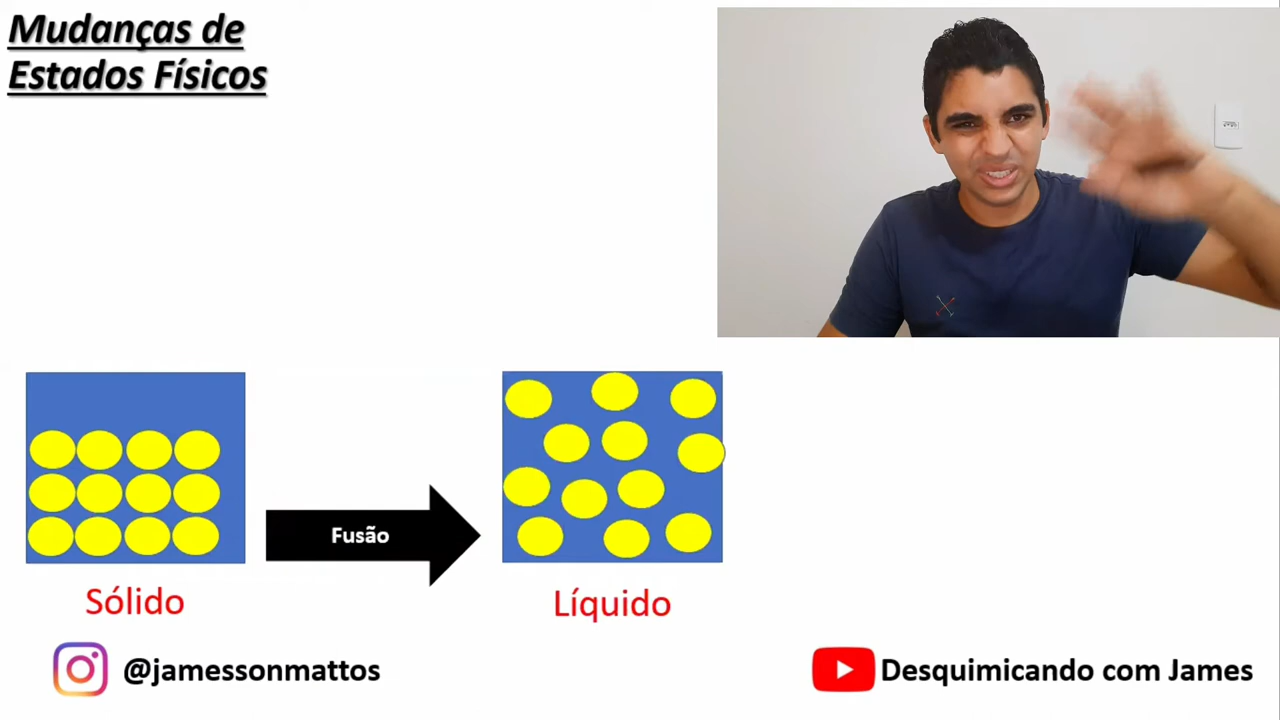 Mudanças de
Estados Físicos
Fusão
Sólido
Líquido
@jamessonmattos
Desquimicando com James